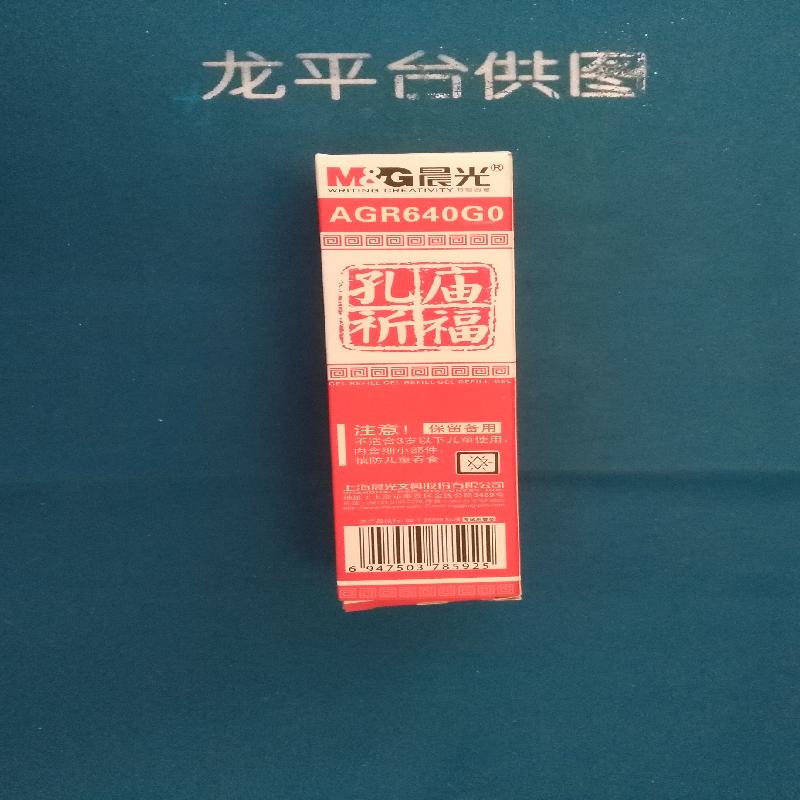 龙平台供图
M&G晨光®
WRITING CREATIVITY
AGR640G0
孔庙
祈福
GEL REFILL GEL REFILL GEL REFILL GEL
注意! 保留备用
不适合3岁以下儿童使用,
内含细小部件,
慎防儿童吞食.
上海晨光文具股份有限公司
6 947503 785925